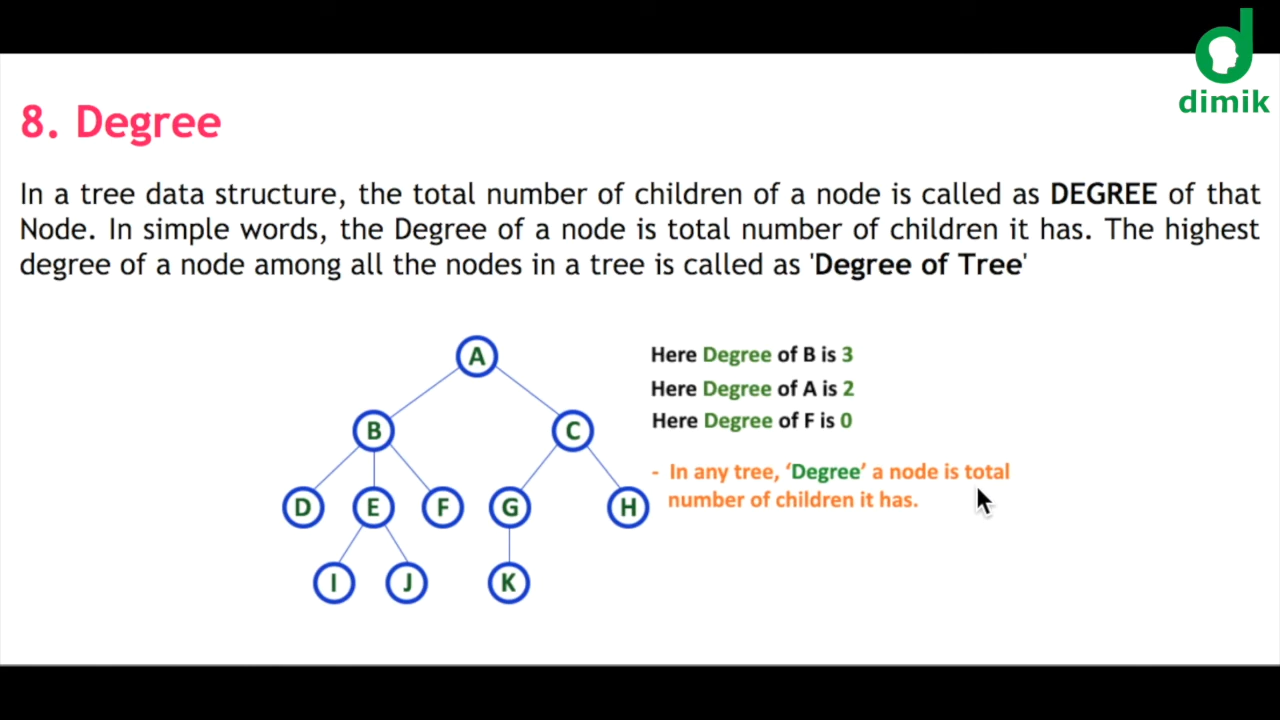 dimik
8. Degree
In a tree data structure, the total number of children of a node is called as DEGREE of that
Node. In simple words, the Degree of a node is total number of children it has. The highest
degree of a node among all the nodes in a tree is called as 'Degree of Tree'
A
Here Degree of B is 3
Here Degree of A is 2
Here Degree of F is 0
B
C
- In any tree, ‘Degree’ a node is total
number of children it has.
D
E
F
G
H
I
J
K